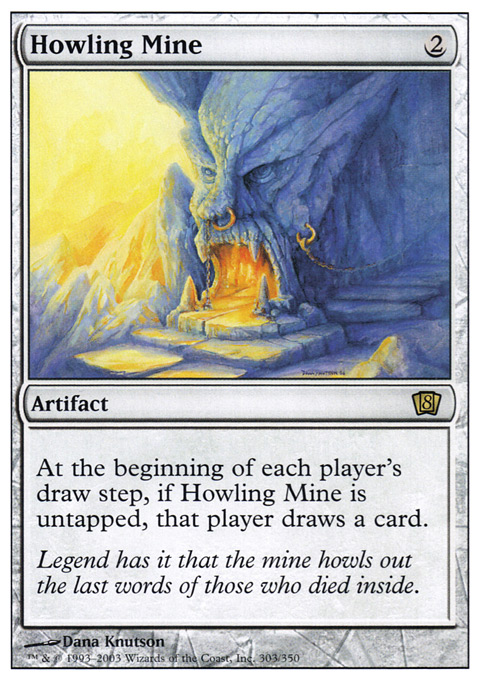 Howling Mine 2
Artifact 8
At the beginning of each player's
draw step, if Howling Mine is
untapped, that player draws a card.
Legend has it that the mine howls out
the last words of those who died inside.
Dana Knutson
™ & © 1993–2003 Wizards of the Coast, Inc. 303/350